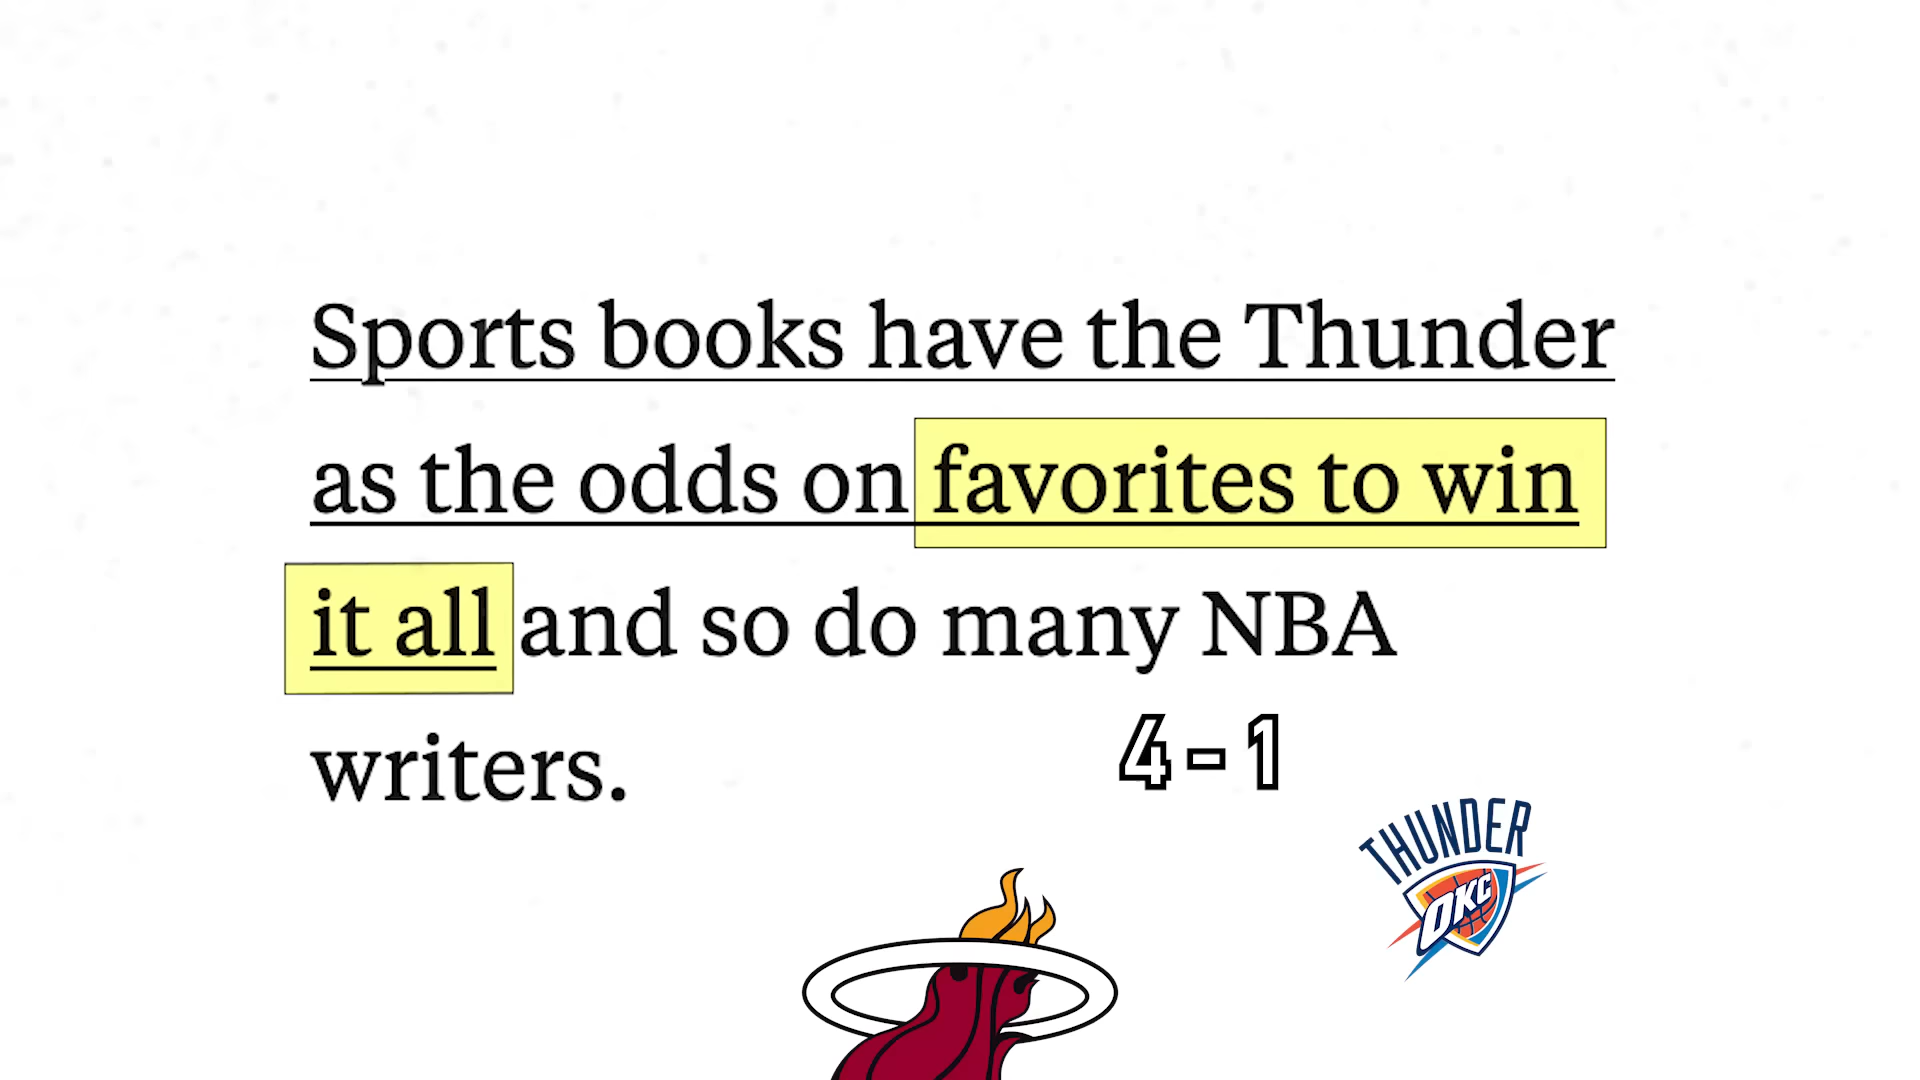 Sports books have the Thunder
as the odds on favorites to win
it all and so do many NBA
writers.
4-1
THUNDER
OKC